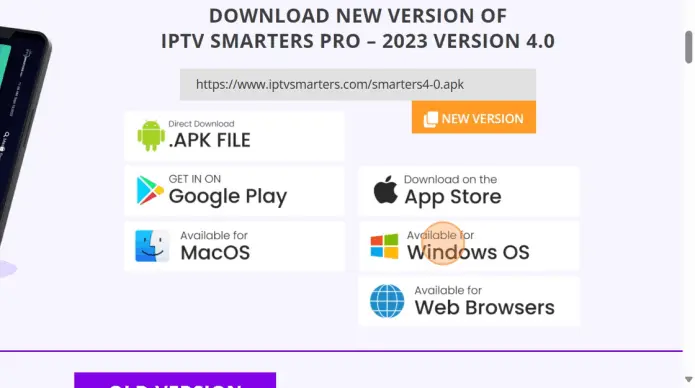 DOWNLOAD NEW VERSION OF
IPTV SMARTERS PRO – 2023 VERSION 4.0
https://www.iptvsmarters.com/smarters4-0.apk
NEW VERSION
Direct Download
.APK FILE
GET IN ON
Google Play
Download on the
App Store
Available for
MacOS
Available for
Windows OS
Available for
Web Browsers
OLD VERSION